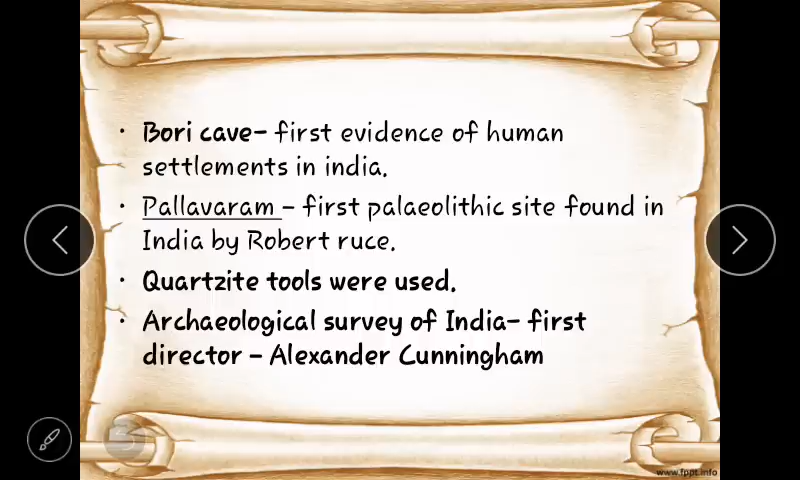 • Bori cave- first evidence of human
settlements in india.
• Pallavaram - first palaeolithic site found in
India by Robert ruce.
• Quartzite tools were used.
• Archaeological survey of India- first
director - Alexander Cunningham
3
www.fppt.info